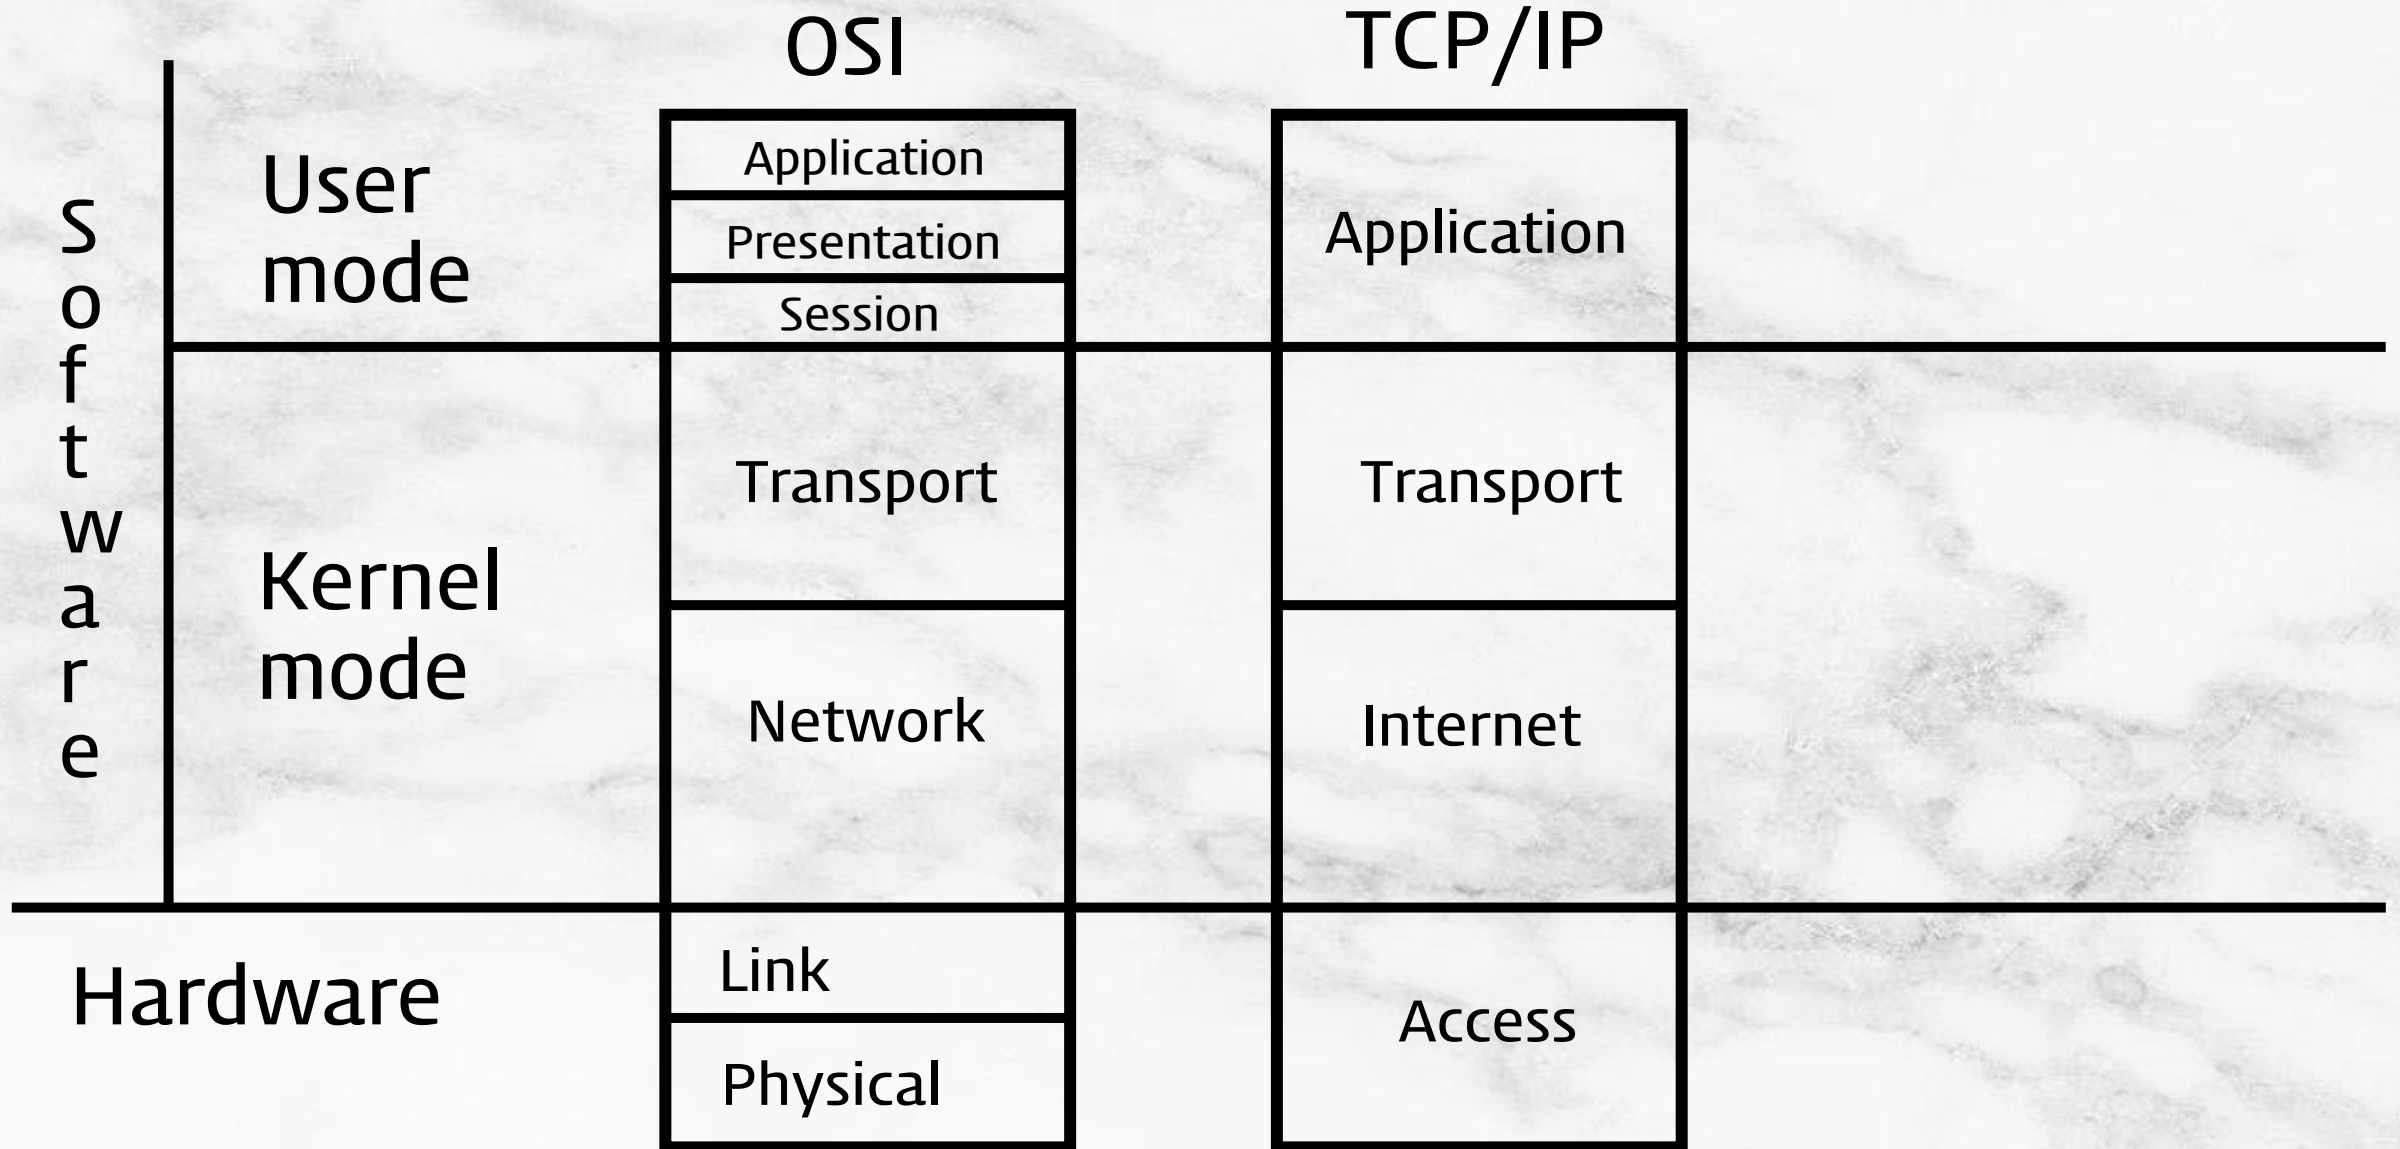 OSI
TCP/IP
Software
User
mode
Application
Presentation
Session
Application
Kernel
mode
Transport
Transport
Network
Internet
Hardware
Link
Physical
Access